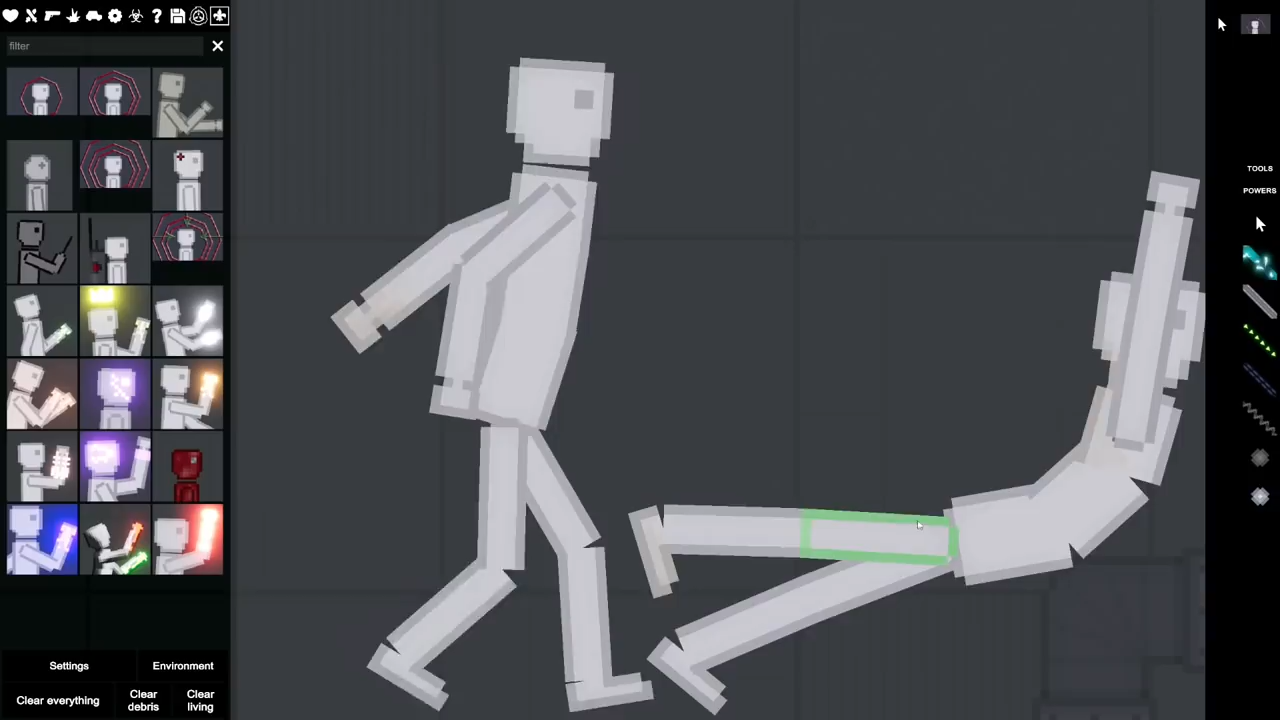 filter
TOOLS
POWERS
Settings
Environment
Clear everything
Clear debris
Clear living